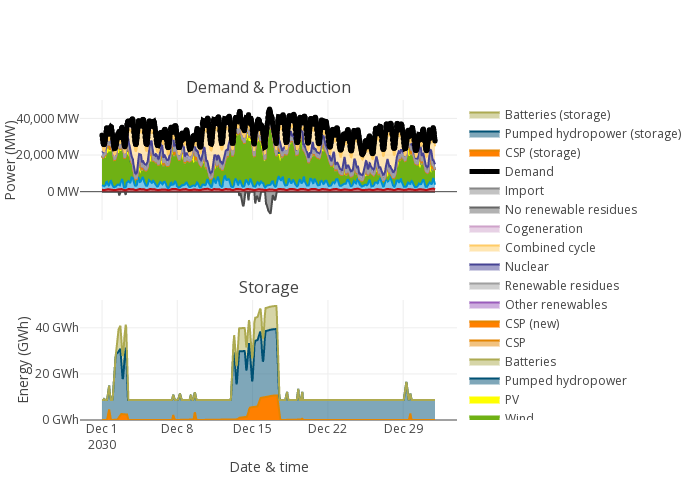 Demand & Production
Power (MW)
40,000 MW
20,000 MW
0 MW
Storage
Energy (GWh)
40 GWh
20 GWh
0 GWh
Dec 1
2030
Dec 8
Dec 15
Dec 22
Dec 29
Date & time
Batteries (storage)
Pumped hydropower (storage)
CSP (storage)
Demand
Import
No renewable residues
Cogeneration
Combined cycle
Nuclear
Renewable residues
Other renewables
CSP (new)
CSP
Batteries
Pumped hydropower
PV
Wind